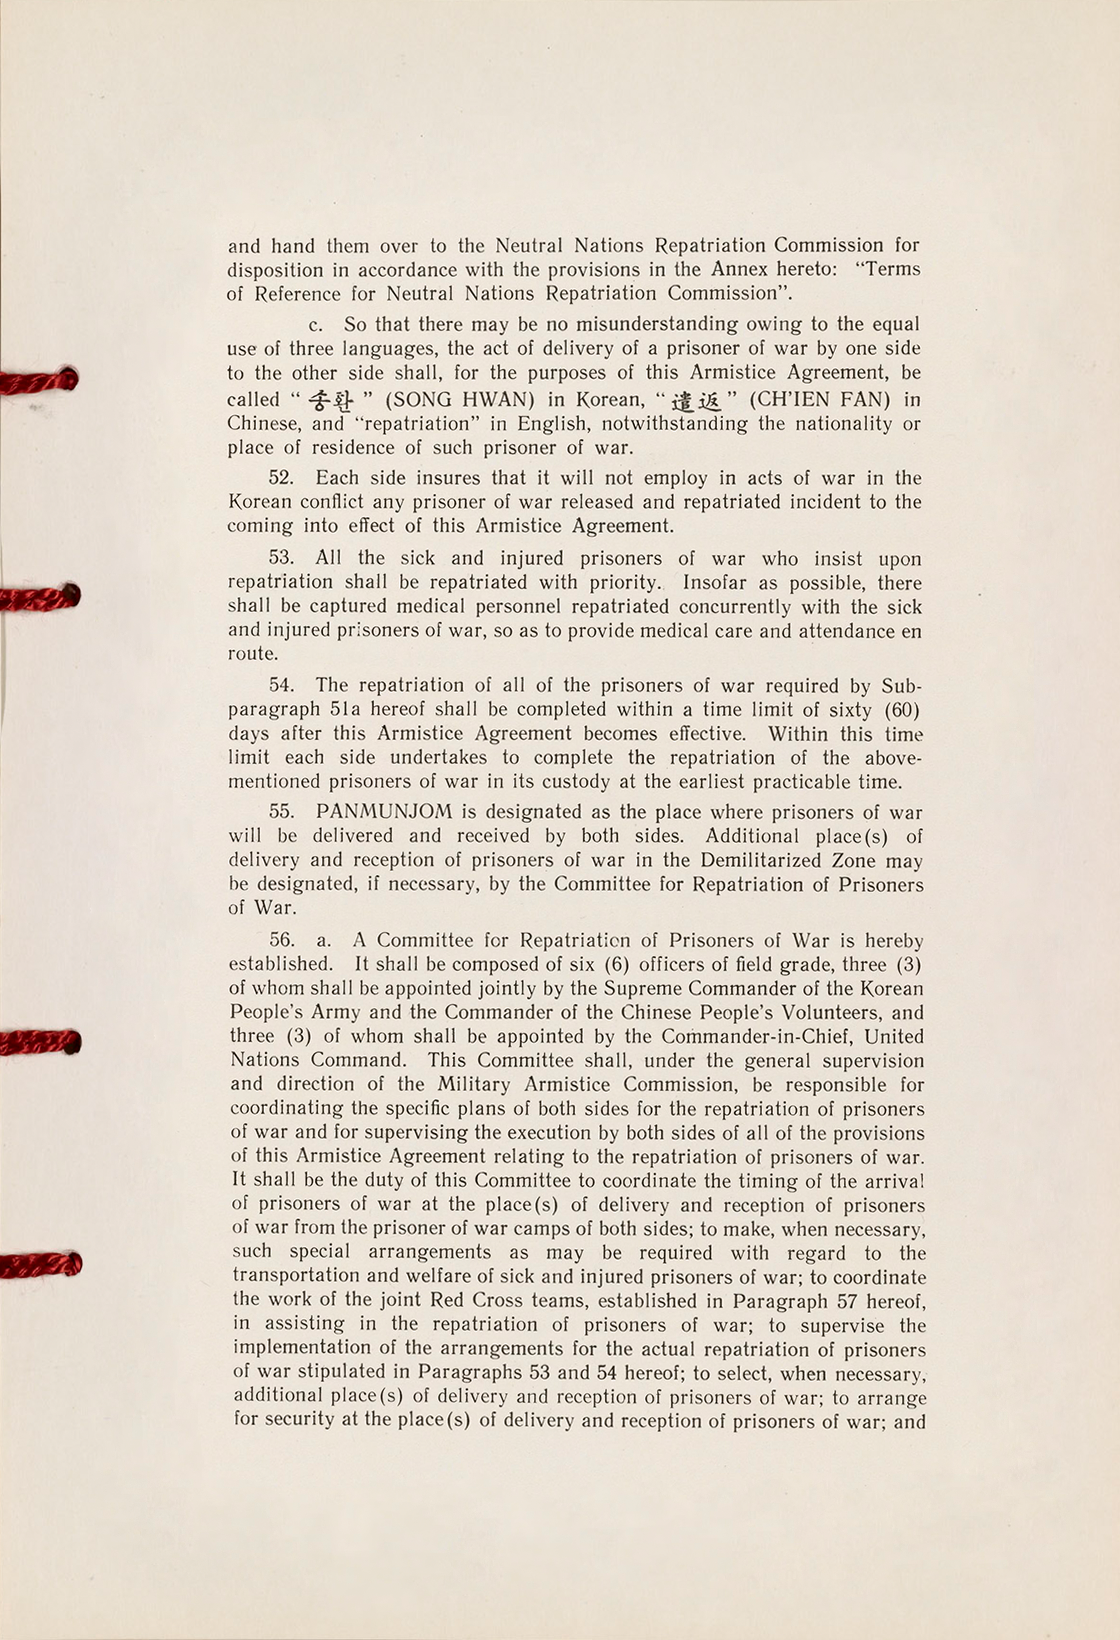 and hand them over to the Neutral Nations Repatriation Commission for
disposition in accordance with the provisions in the Annex hereto: “Terms
of Reference for Neutral Nations Repatriation Commission”.
c. So that there may be no misunderstanding owing to the equal
use of three languages, the act of delivery of a prisoner of war by one side
to the other side shall, for the purposes of this Armistice Agreement, be
called “ 송환 ” (SONG HWAN) in Korean, “ 遣返 ” (CH’IEN FAN) in
Chinese, and “repatriation” in English, notwithstanding the nationality or
place of residence of such prisoner of war.
52. Each side insures that it will not employ in acts of war in the
Korean conflict any prisoner of war released and repatriated incident to the
coming into effect of this Armistice Agreement.
53. All the sick and injured prisoners of war who insist upon
repatriation shall be repatriated with priority. Insofar as possible, there
shall be captured medical personnel repatriated concurrently with the sick
and injured prisoners of war, so as to provide medical care and attendance en
route.
54. The repatriation of all of the prisoners of war required by Sub-
paragraph 51a hereof shall be completed within a time limit of sixty (60)
days after this Armistice Agreement becomes effective. Within this time
limit each side undertakes to complete the repatriation of the above-
mentioned prisoners of war in its custody at the earliest practicable time.
55. PANMUNJOM is designated as the place where prisoners of war
will be delivered and received by both sides. Additional place(s) of
delivery and reception of prisoners of war in the Demilitarized Zone may
be designated, if necessary, by the Committee for Repatriation of Prisoners
of War.
56. a. A Committee for Repatriation of Prisoners of War is hereby
established. It shall be composed of six (6) officers of field grade, three (3)
of whom shall be appointed jointly by the Supreme Commander of the Korean
People’s Army and the Commander of the Chinese People’s Volunteers, and
three (3) of whom shall be appointed by the Commander-in-Chief, United
Nations Command. This Committee shall, under the general supervision
and direction of the Military Armistice Commission, be responsible for
coordinating the specific plans of both sides for the repatriation of prisoners
of war and for supervising the execution by both sides of all of the provisions
of this Armistice Agreement relating to the repatriation of prisoners of war.
It shall be the duty of this Committee to coordinate the timing of the arrival
of prisoners of war at the place(s) of delivery and reception of prisoners
of war from the prisoner of war camps of both sides; to make, when necessary,
such special arrangements as may be required with regard to the
transportation and welfare of sick and injured prisoners of war; to coordinate
the work of the joint Red Cross teams, established in Paragraph 57 hereof,
in assisting in the repatriation of prisoners of war; to supervise the
implementation of the arrangements for the actual repatriation of prisoners
of war stipulated in Paragraphs 53 and 54 hereof; to select, when necessary,
additional place(s) of delivery and reception of prisoners of war; to arrange
for security at the place(s) of delivery and reception of prisoners of war; and